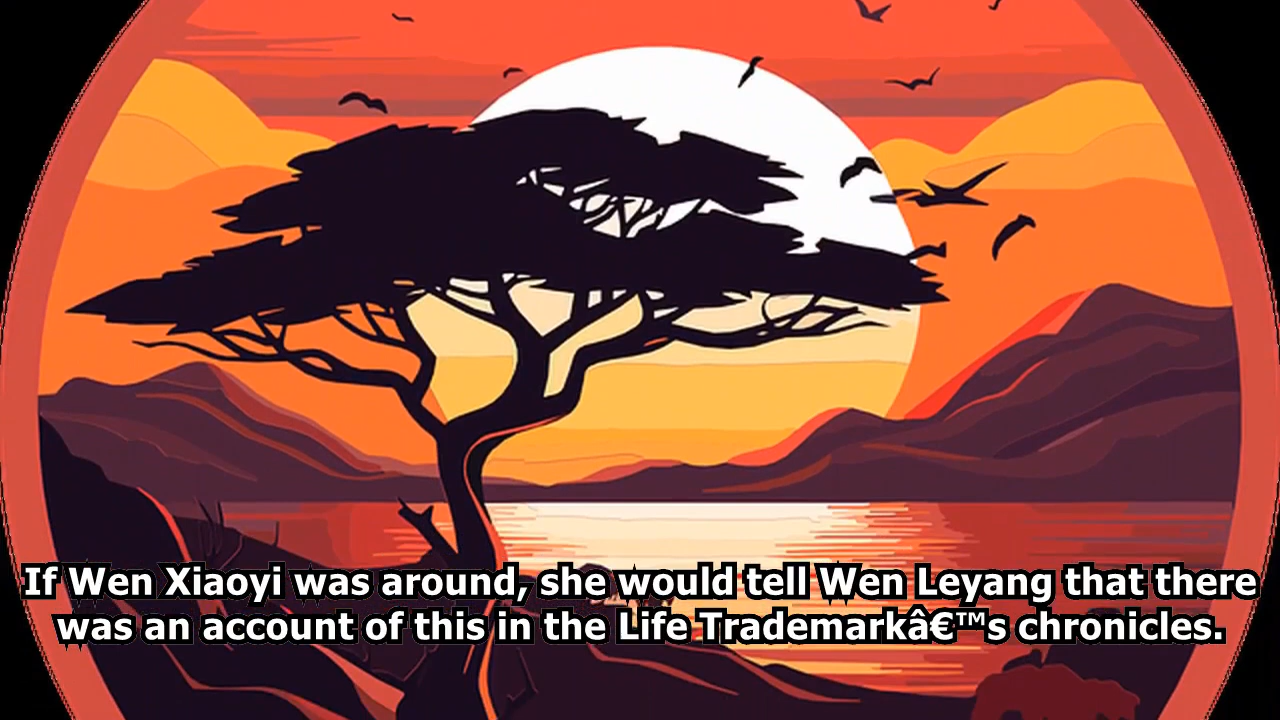 If Wen Xiaoyi was around, she would tell Wen Leyang that there
was an account of this in the Life Trademarkâ€™s chronicles.